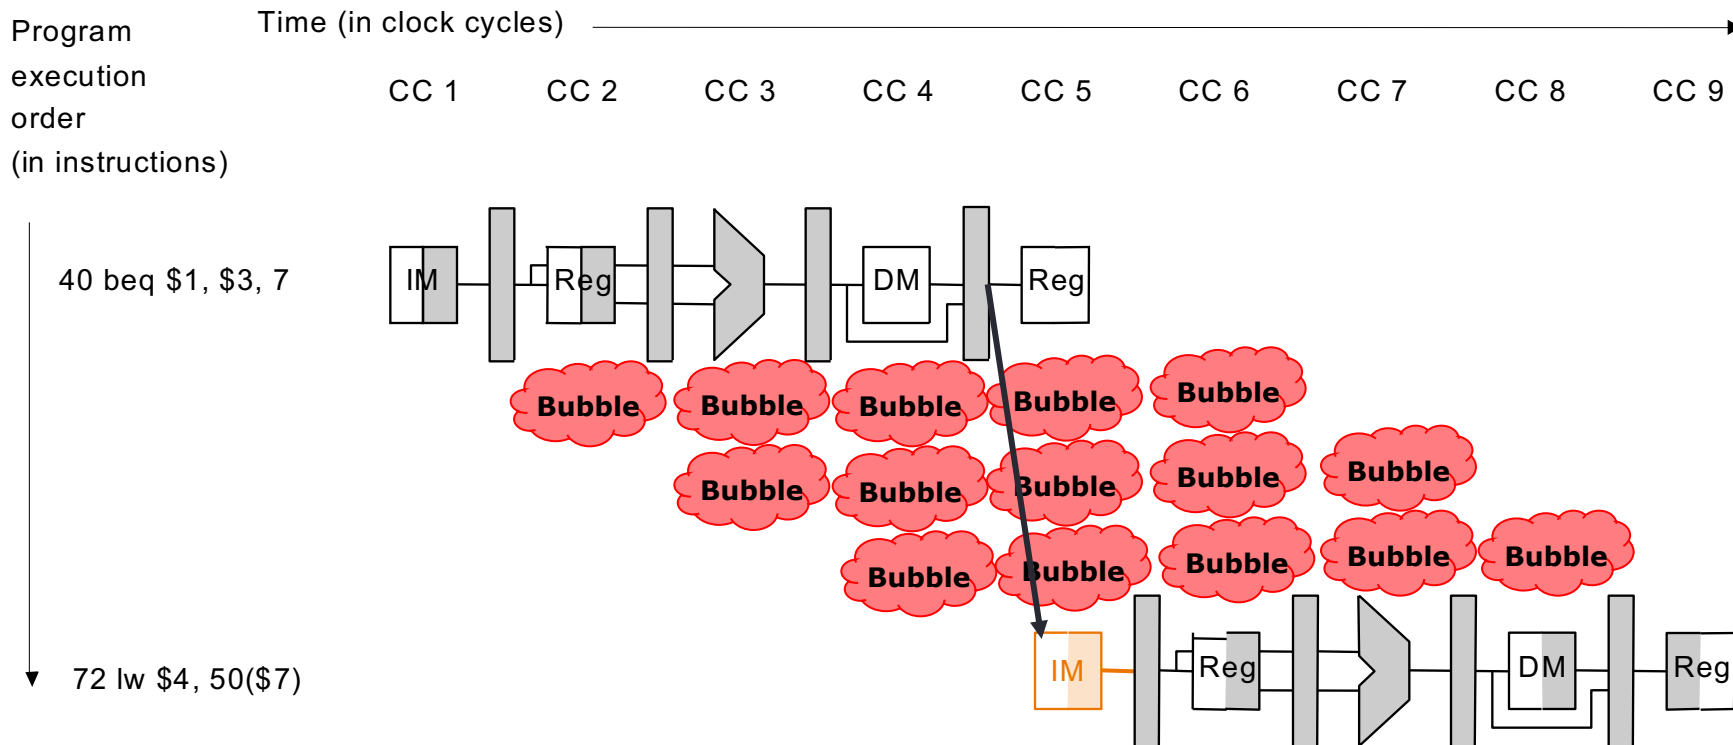 Program
execution
order
(in instructions)
Time (in clock cycles)
CC 1 CC 2 CC 3 CC 4 CC 5 CC 6 CC 7 CC 8 CC 9
40 beq $1, $3, 7
IM Reg DM Reg
Bubble Bubble Bubble Bubble Bubble
Bubble Bubble Bubble Bubble Bubble
Bubble Bubble Bubble Bubble Bubble
72 lw $4, 50($7)
IM Reg DM Reg